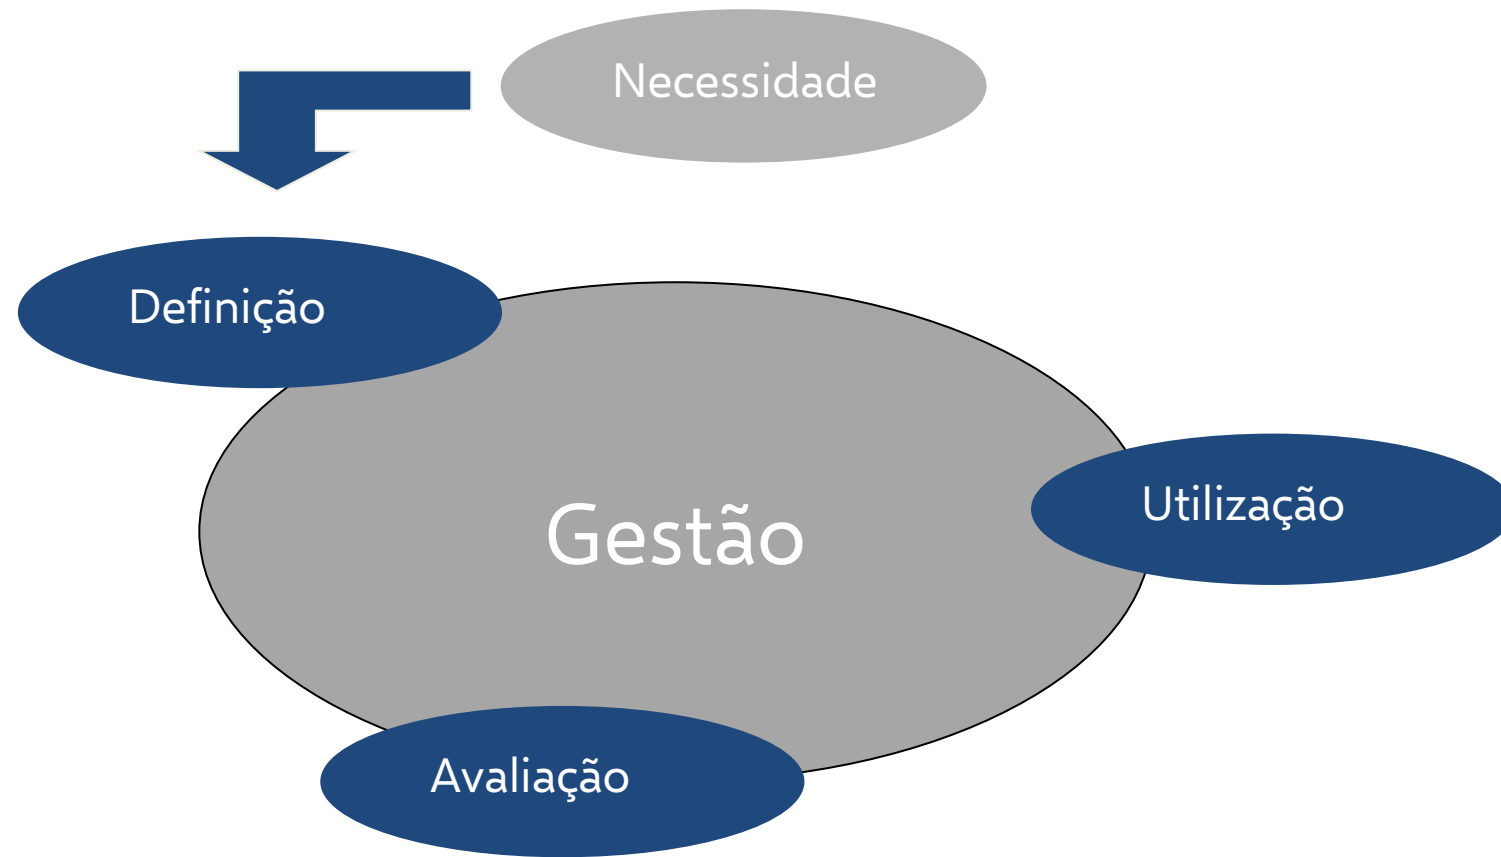 Necessidade
Definição
Utilização
Gestão
Avaliação